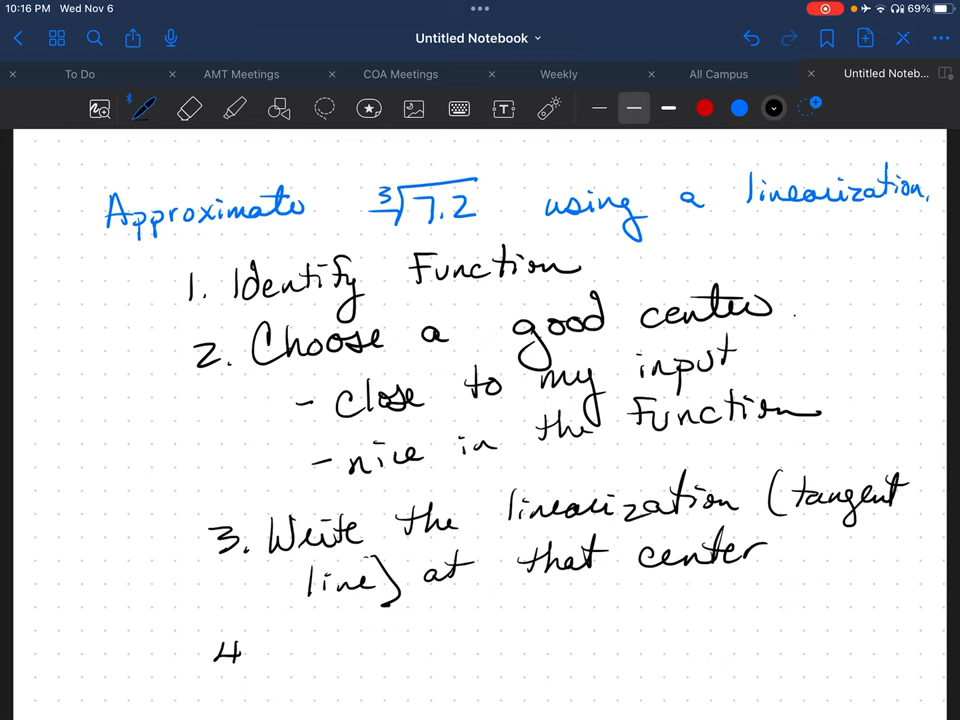 10:16 PM Wed Nov 6
69%
Untitled Notebook
To Do
AMT Meetings
COA Meetings
Weekly
All Campus
Untitled Noteb...
Approximate ∛7.2 using a linearization.
1. Identify Function
2. Choose a good center.
- close to my input
- nice in the function
3. Write the linearization (tangent
line) at that center
4